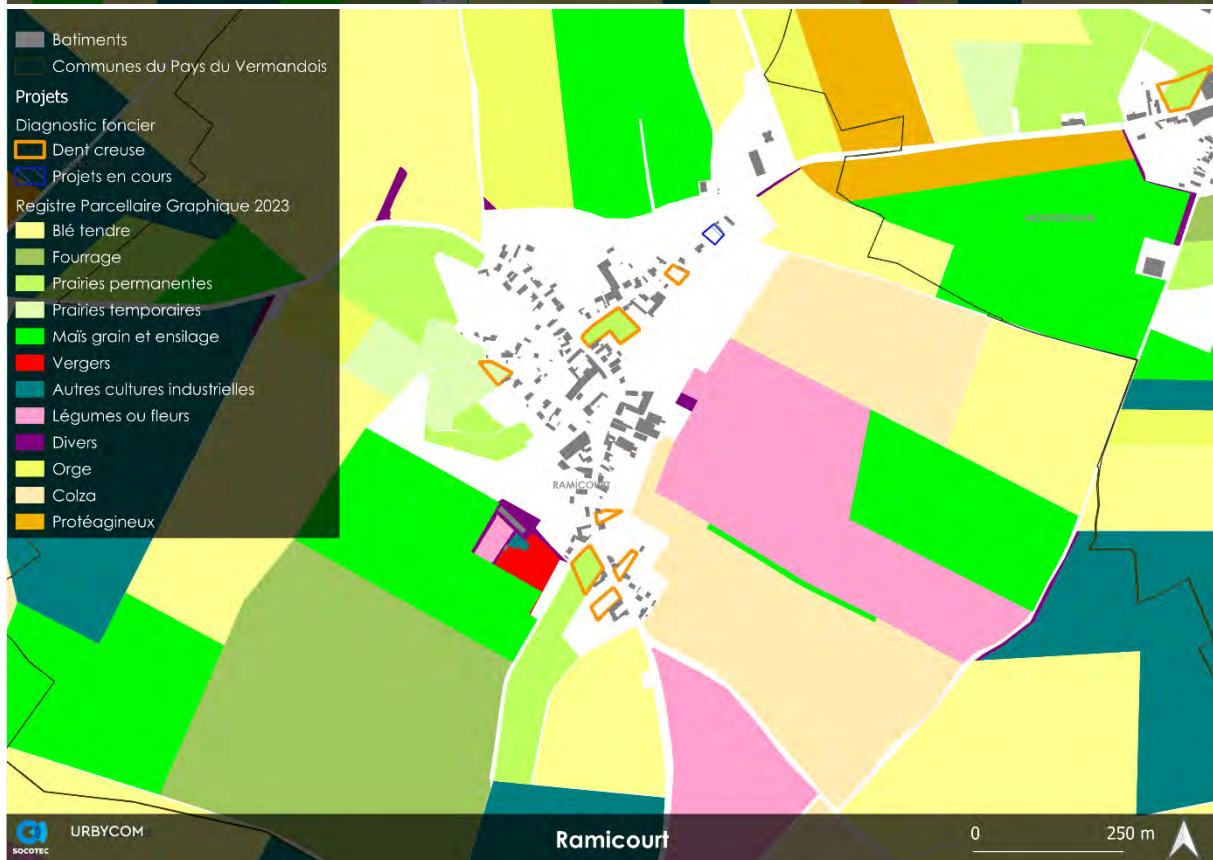 Batiments
Communes du Pays du Vermandois
Projets
Diagnostic foncier
Dent creuse
Projets en cours
Registre Parcellaire Graphique 2023
Blé tendre
Fourrage
Prairies permanentes
Prairies temporaires
Maïs grain et ensilage
Vergers
Autres cultures industrielles
Légumes ou fleurs
Divers
Orge
Colza
Protéagineux
RAMICOURT
SOCOTEC
URBYCOM
Ramicourt
0 250 m